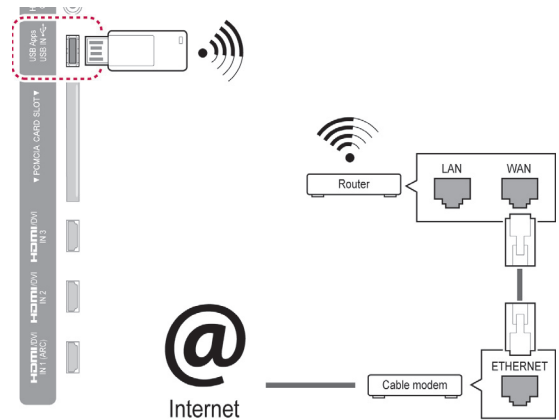 USB Apps
USB IN
▼ PCMCIA CARD SLOT ▼
HDMI/DVI
IN 3
HDMI/DVI
IN 2
HDMI/DVI
IN 1 (ARC)
Router
LAN
WAN
@
Internet
Cable modem
ETHERNET